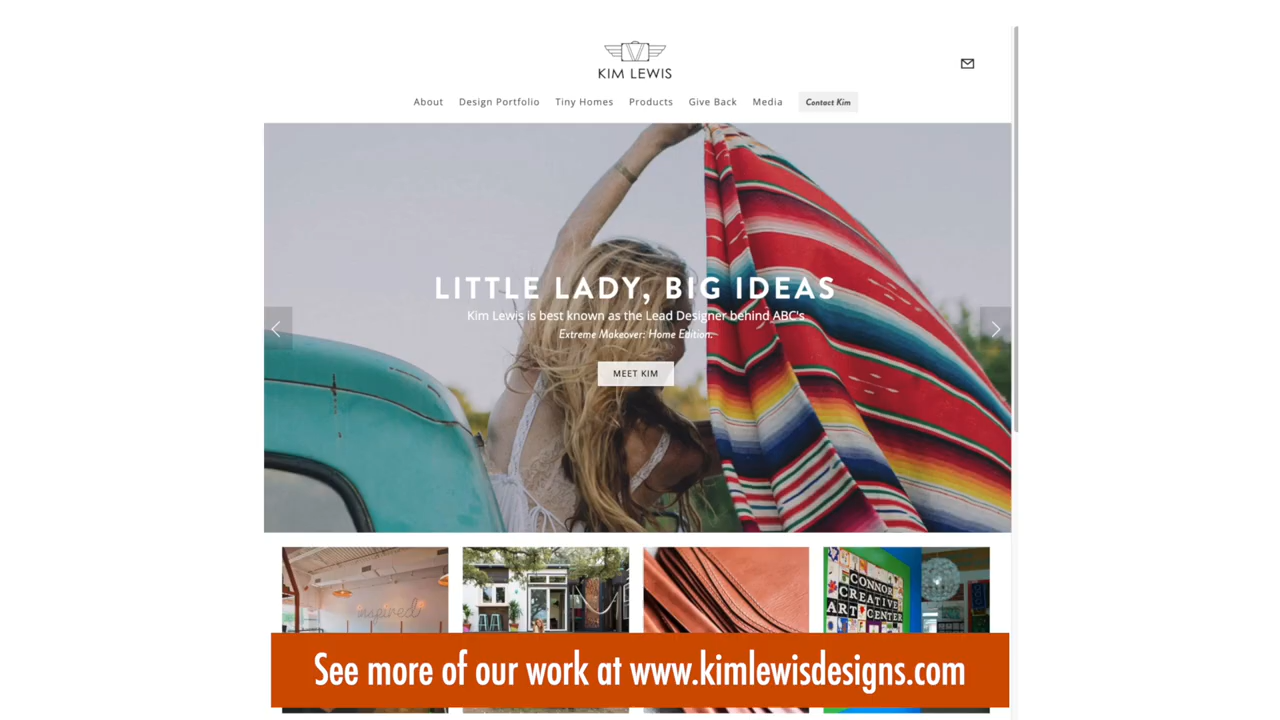 KIM LEWIS
About Design Portfolio Tiny Homes Products Give Back Media Contact Kim
LITTLE LADY, BIG IDEAS
Kim Lewis is best known as the Lead Designer behind ABC's
Extreme Makeover: Home Edition.
MEET KIM
inspired
CONNOR
CREATIVE
ART CENTER
See more of our work at www.kimlewisdesigns.com